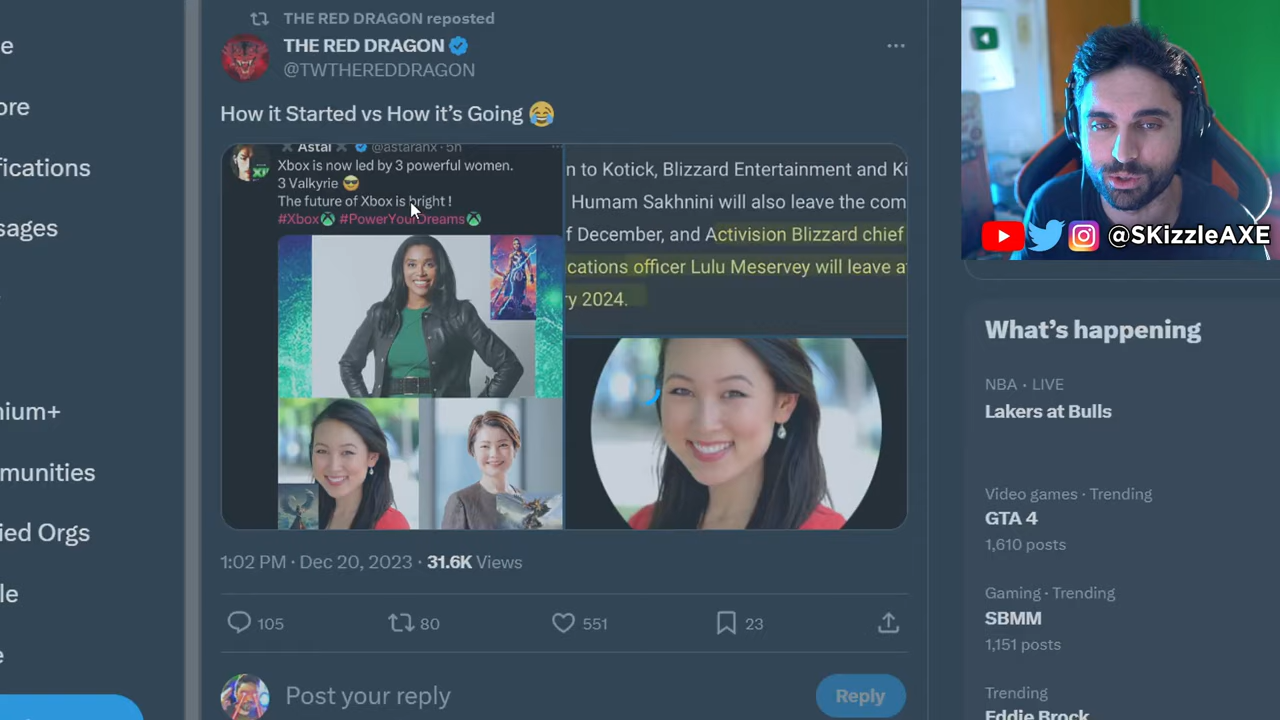 THE RED DRAGON reposted
THE RED DRAGON
@TWTHEREDDRAGON
How it Started vs How it's Going 😂
Astal @astaranx · 5h
Xbox is now led by 3 powerful women.
3 Valkyrie 😎
The future of Xbox is bright !
#Xbox #PowerYourDreams
n to Kotick, Blizzard Entertainment and Ki
Humam Sakhnini will also leave the com
f December, and Activision Blizzard chief
cations officer Lulu Meservey will leave a
y 2024.
1:02 PM · Dec 20, 2023 · 31.6K Views
105
80
551
23
Post your reply
Reply
e
ore
fications
sages
nium+
munities
ied Orgs
le
e
@SKizzleAXE
What's happening
NBA · LIVE
Lakers at Bulls
Video games · Trending
GTA 4
1,610 posts
Gaming · Trending
SBMM
1,151 posts
Trending
Eddie Brock